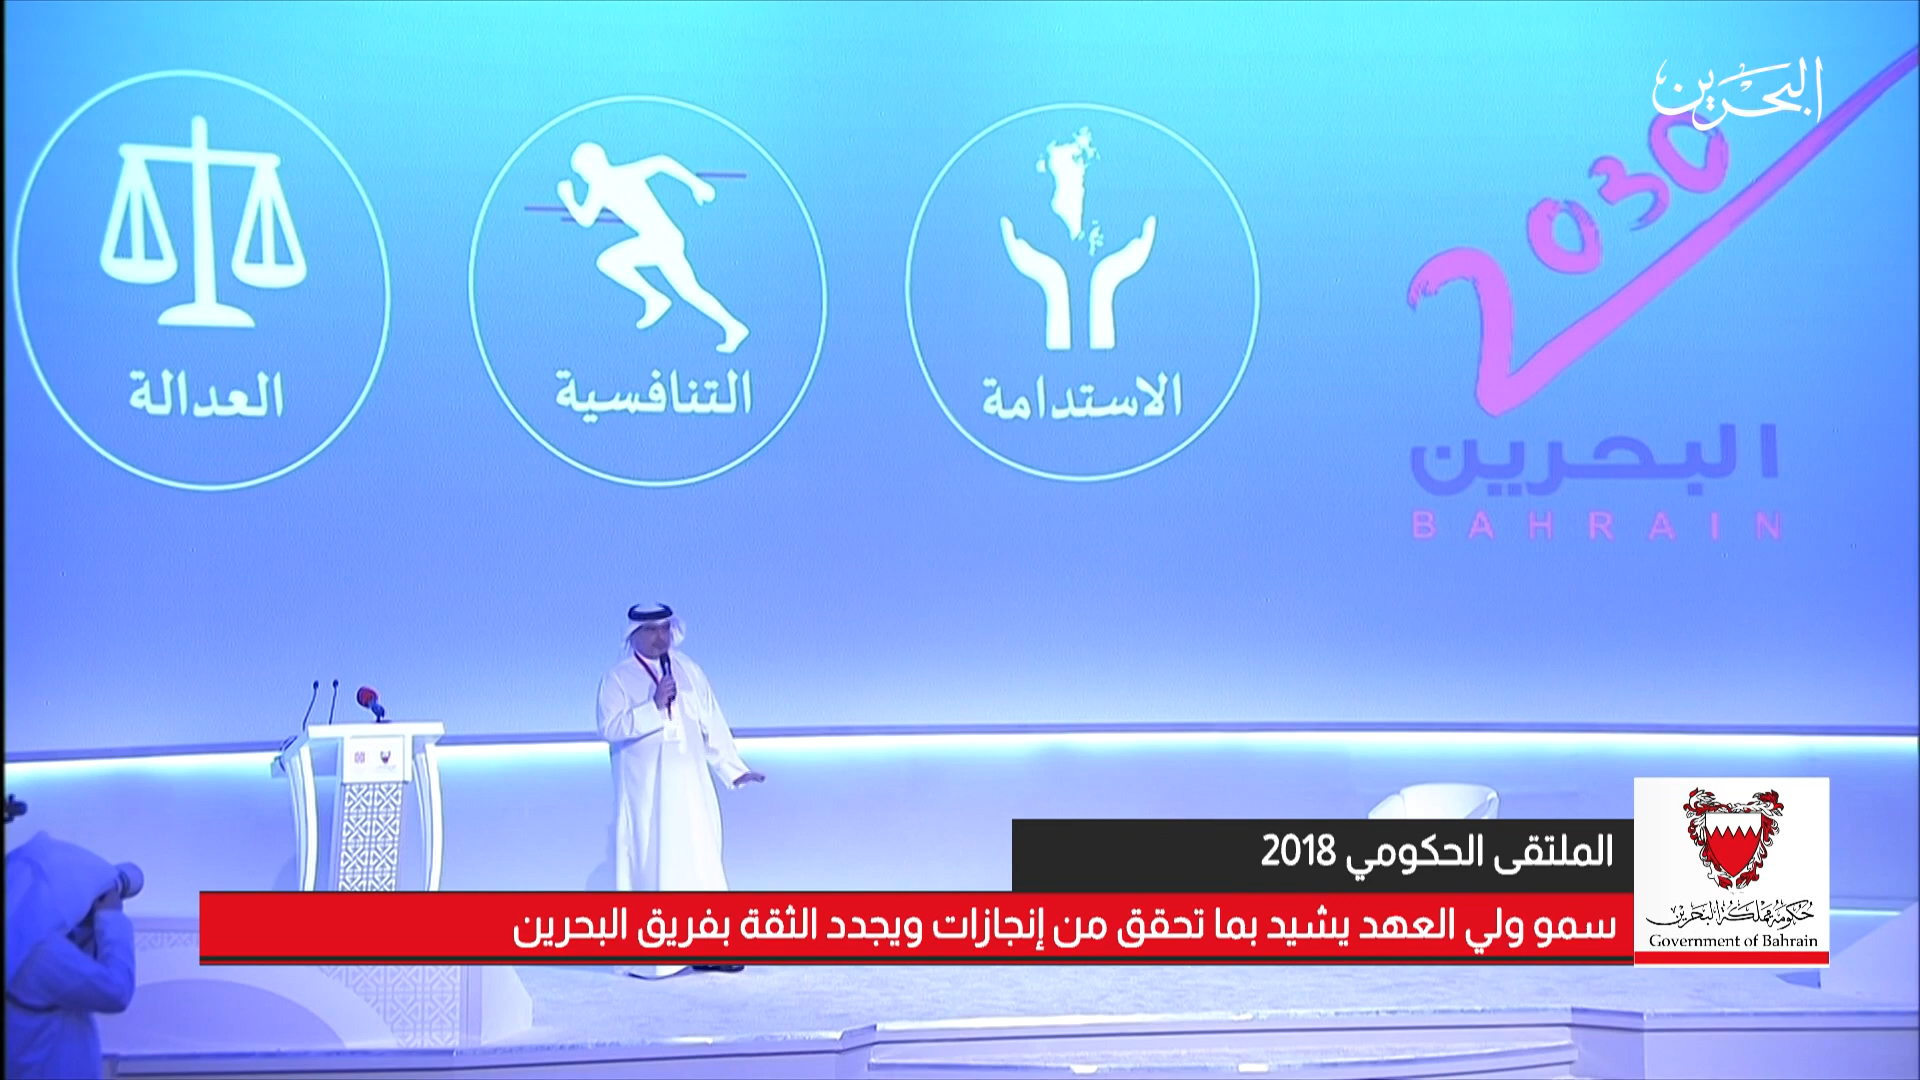 البحرين
2030
البحرين
BAHRAIN
الاستدامة
التنافسية
العدالة
الملتقى الحكومي 2018
سمو ولي العهد يشيد بما تحقق من إنجازات ويجدد الثقة بفريق البحرين
حكومة مملكة البحرين
Government of Bahrain